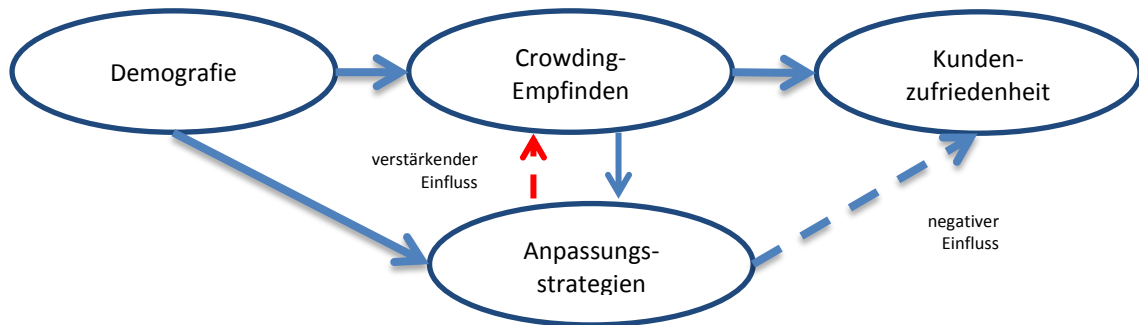 Demografie
Crowding-
Empfinden
Kunden-
zufriedenheit
verstärkender
Einfluss
Anpassungs-
strategien
negativer
Einfluss